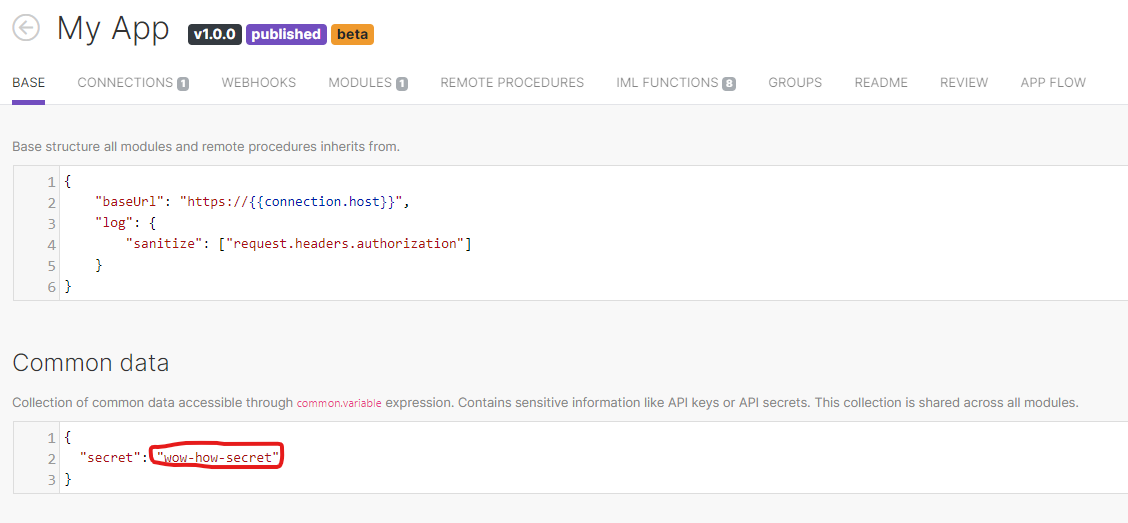 My App v1.0.0 published beta
BASE CONNECTIONS 1 WEBHOOKS MODULES 1 REMOTE PROCEDURES IML FUNCTIONS 8 GROUPS README REVIEW APP FLOW
Base structure all modules and remote procedures inherits from.
1 {
2     "baseUrl": "https://{{connection.host}}",
3     "log": {
4         "sanitize": ["request.headers.authorization"]
5     }
6 }
Common data
Collection of common data accessible through common.variable expression. Contains sensitive information like API keys or API secrets. This collection is shared across all modules.
1 {
2   "secret": "wow-how-secret"
3 }